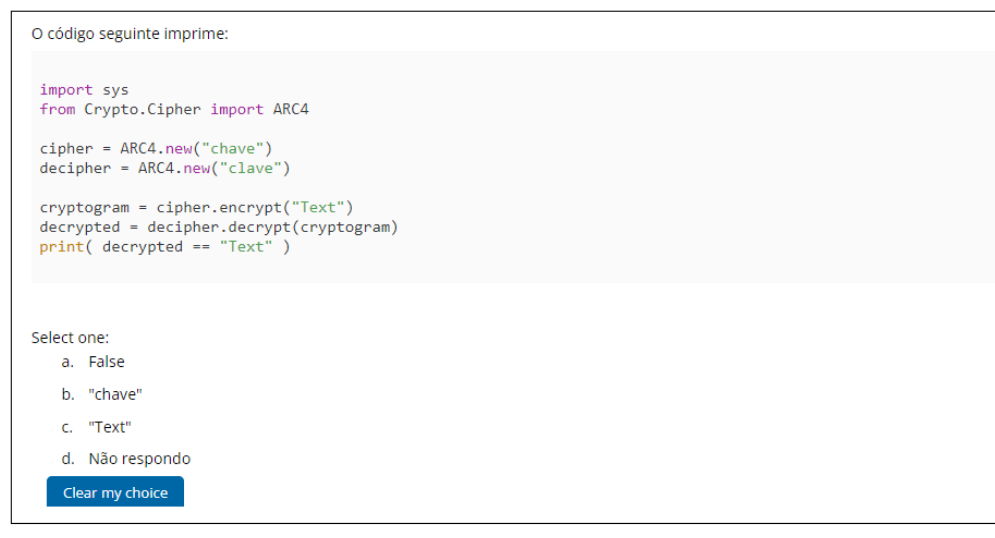 O código seguinte imprime:
import sys
from Crypto.Cipher import ARC4
cipher = ARC4.new("chave")
decipher = ARC4.new("clave")
cryptogram = cipher.encrypt("Text")
decrypted = decipher.decrypt(cryptogram)
print( decrypted == "Text" )
Select one:
a. False
b. "chave"
c. "Text"
d. Não respondo
Clear my choice